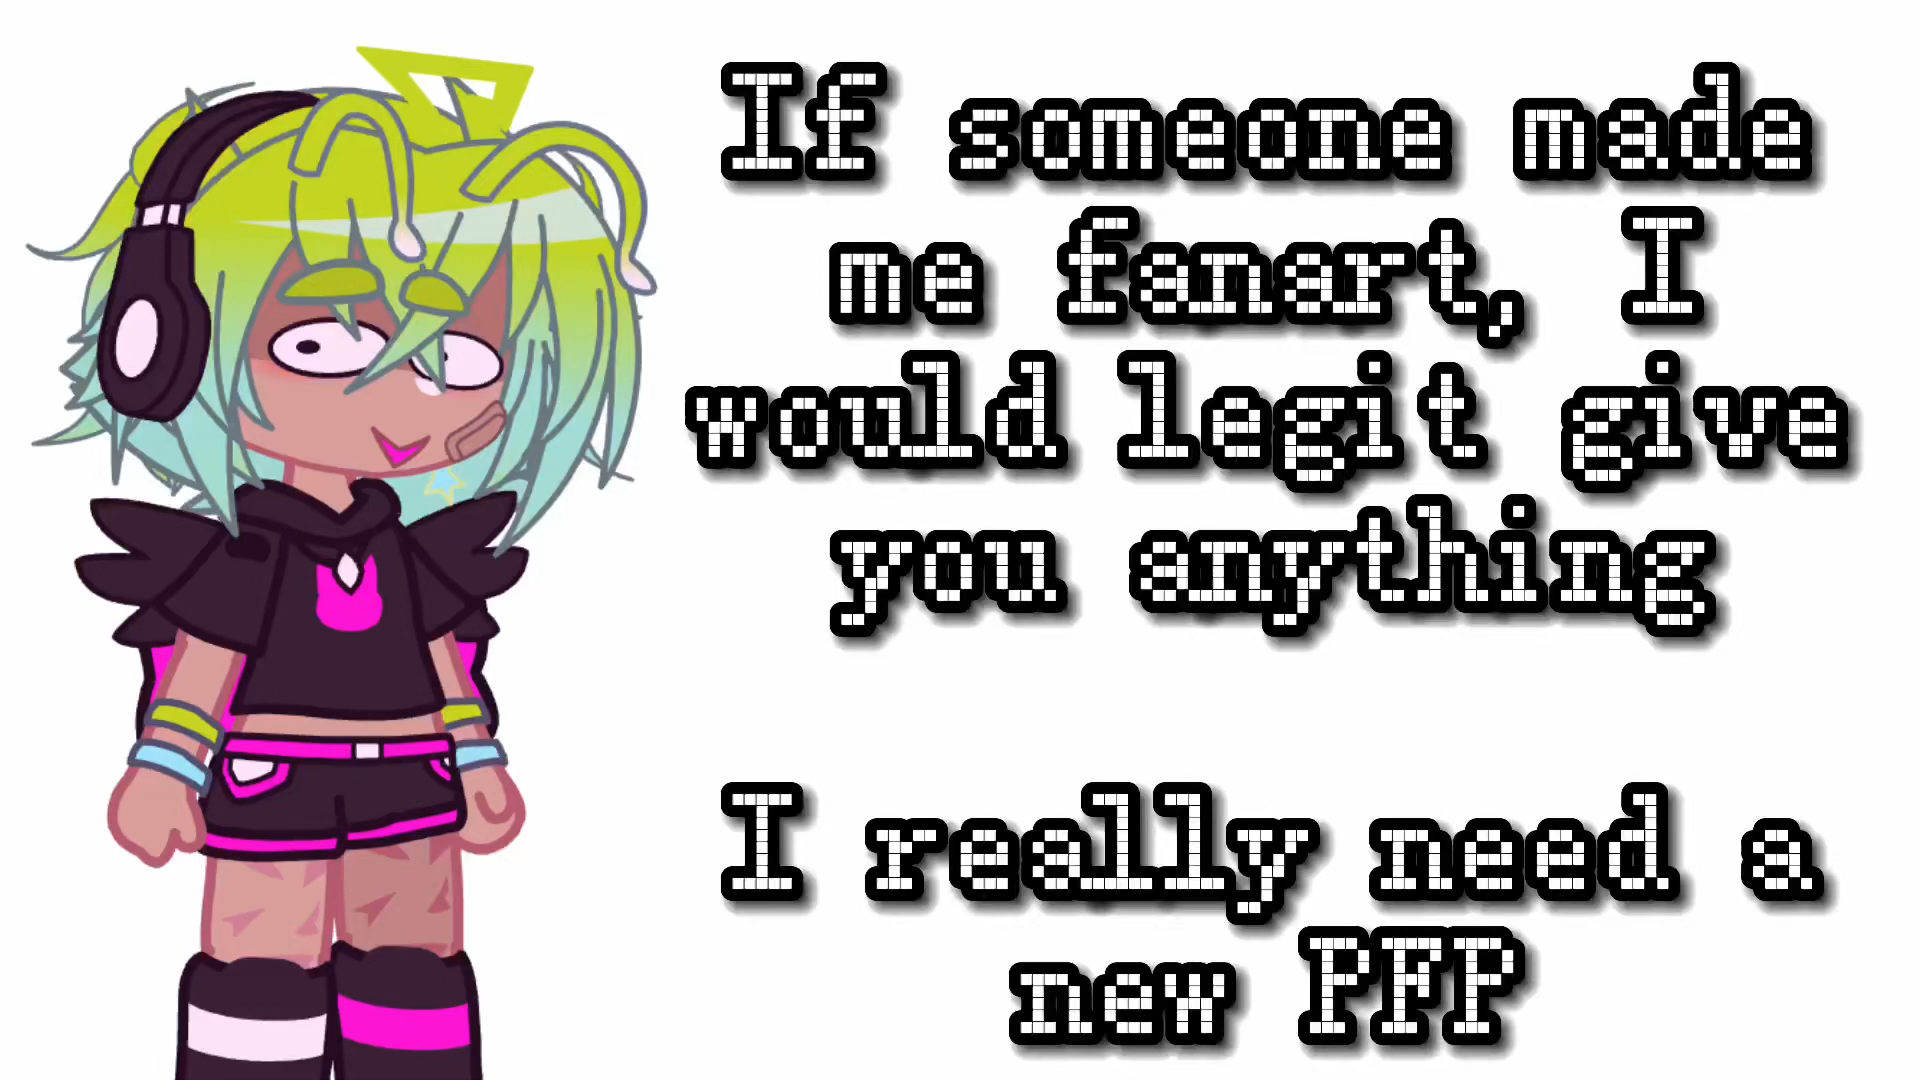 If someone made
me fanart, I
would legit give
you anything
I really need a
new PFP